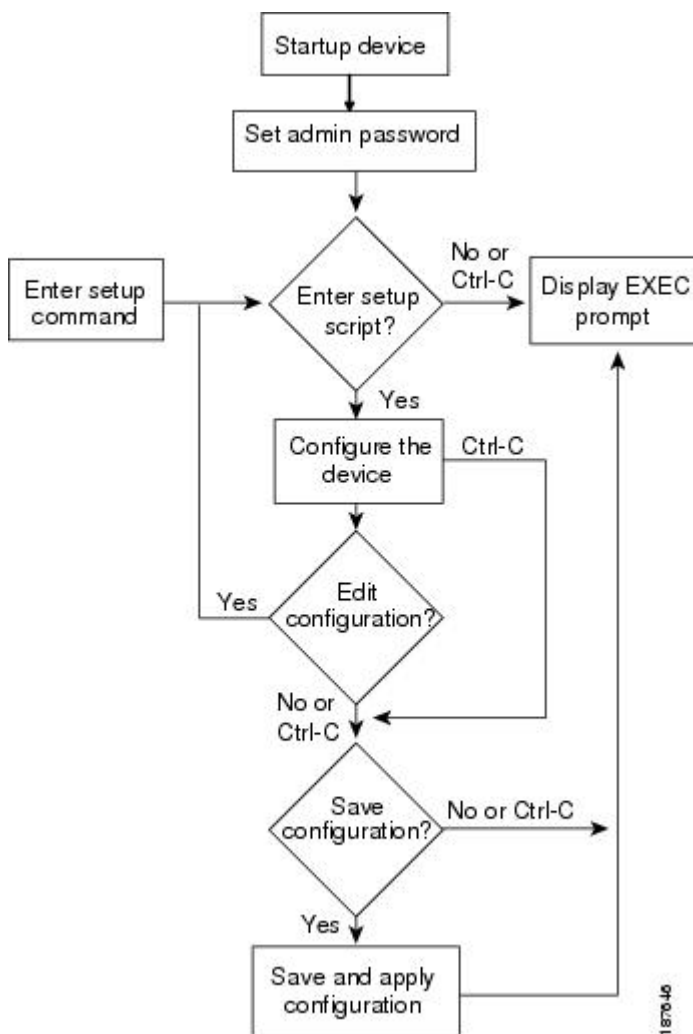 Startup device
Set admin password
No or
Ctrl-C
Enter setup
command
Enter setup
script?
Display EXEC
prompt
Yes
Configure the
device
Ctrl-C
Edit
configuration?
Yes
No or
Ctrl-C
Save
configuration?
No or Ctrl-C
Yes
Save and apply
configuration
187646